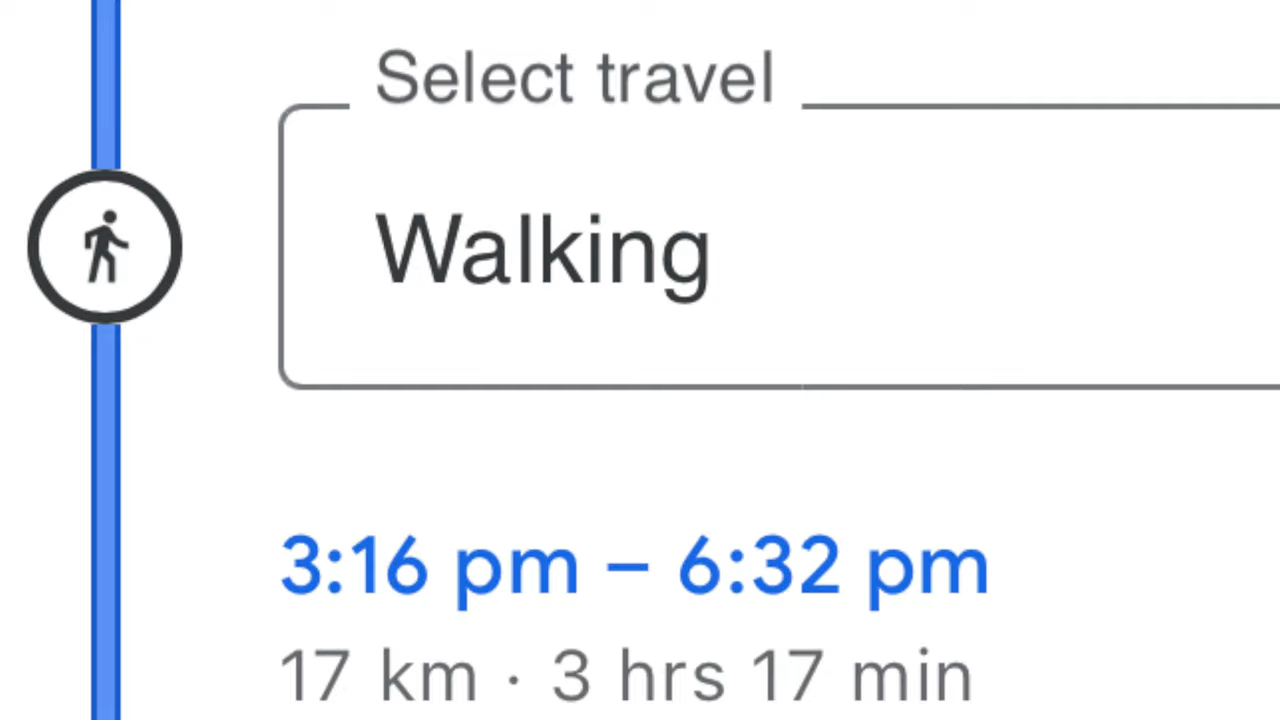 Select travel
Walking
3:16 pm – 6:32 pm
17 km · 3 hrs 17 min